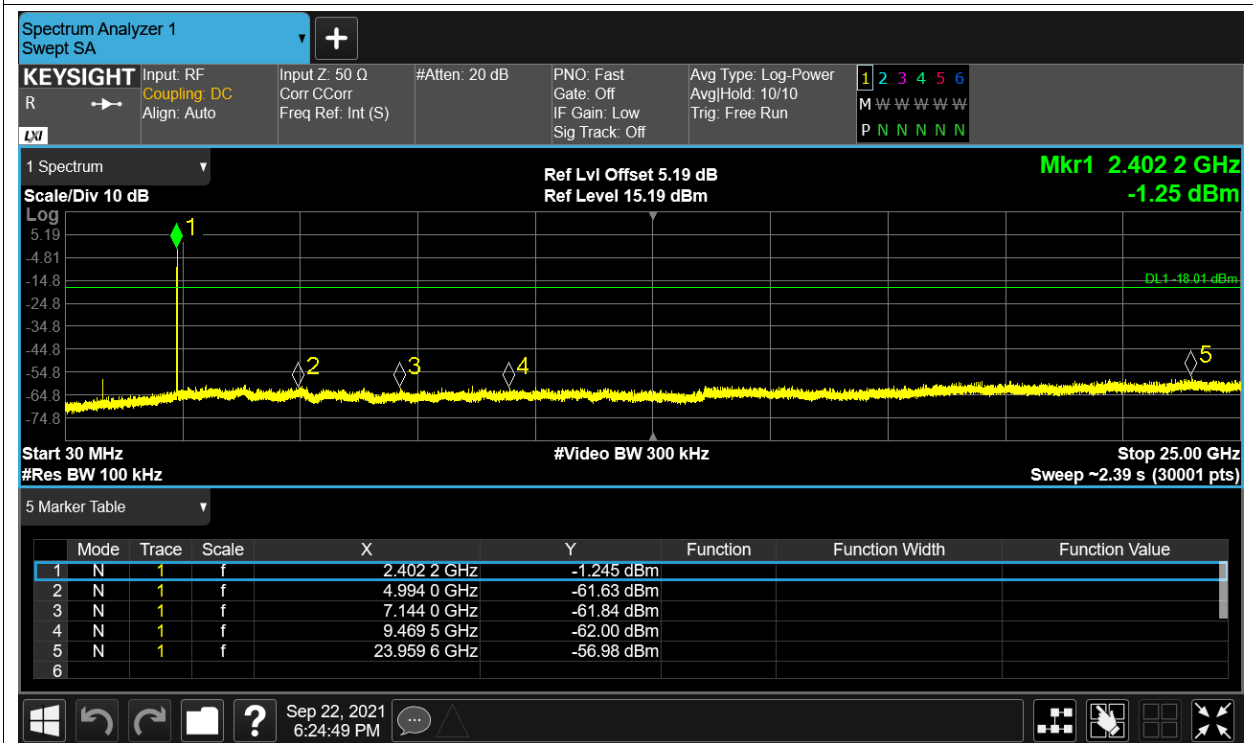 Spectrum Analyzer 1
Swept SA
KEYSIGHT
R
LXI
Input: RF
Coupling: DC
Align: Auto
Input Z: 50 Ω
Corr CCorr
Freq Ref: Int (S)
#Atten: 20 dB
PNO: Fast
Gate: Off
IF Gain: Low
Sig Track: Off
Avg Type: Log-Power
Avg|Hold: 10/10
Trig: Free Run
1 2 3 4 5 6
M W W W W W
P N N N N N
1 Spectrum
Scale/Div 10 dB
Ref Lvl Offset 5.19 dB
Ref Level 15.19 dBm
Mkr1 2.402 2 GHz
-1.25 dBm
Log
5.19
-4.81
-14.8
-24.8
-34.8
-44.8
-54.8
-64.8
-74.8
1
2
3
4
5
DL1 -18.01 dBm
Start 30 MHz
#Res BW 100 kHz
#Video BW 300 kHz
Stop 25.00 GHz
Sweep ~2.39 s (30001 pts)
5 Marker Table
Mode Trace Scale X Y Function Function Width Function Value
1 N 1 f 2.402 2 GHz -1.245 dBm
2 N 1 f 4.994 0 GHz -61.63 dBm
3 N 1 f 7.144 0 GHz -61.84 dBm
4 N 1 f 9.469 5 GHz -62.00 dBm
5 N 1 f 23.959 6 GHz -56.98 dBm
6
?
Sep 22, 2021
6:24:49 PM